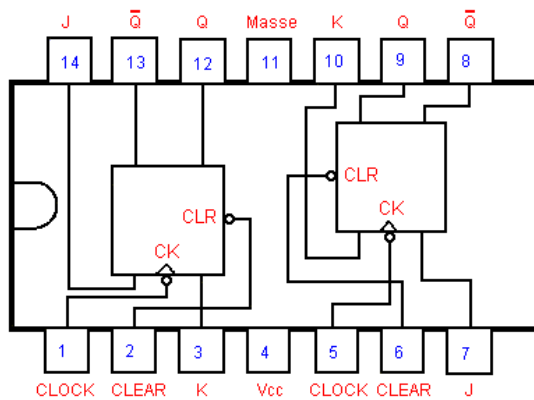 J Q̅ Q Masse K Q Q̅
14 13 12 11 10 9 8
CLR
CLR
CK
CK
1 2 3 4 5 6 7
CLOCK CLEAR K Vcc CLOCK CLEAR J